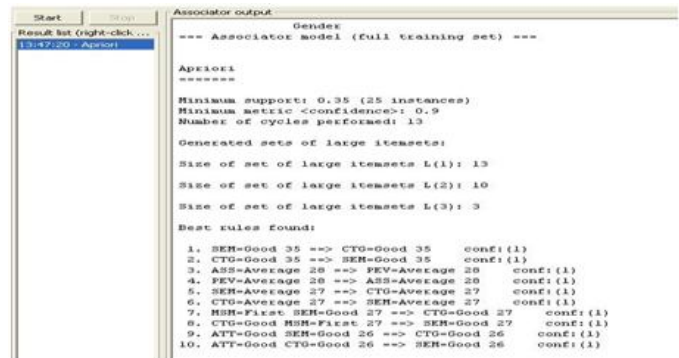 Start Stop
Result list (right-click ...
13:47:20 - Apriori
Associator output
Gender
=== Associator model (full training set) ===
Apriori
=======
Minimum support: 0.35 (25 instances)
Minimum metric <confidence>: 0.9
Number of cycles performed: 13
Generated sets of large itemsets:
Size of set of large itemsets L(1): 13
Size of set of large itemsets L(2): 10
Size of set of large itemsets L(3): 3
Best rules found:
1. SEM=Good 35 ==> CTG=Good 35 conf:(1)
2. CTG=Good 35 ==> SEM=Good 35 conf:(1)
3. ASS=Average 28 ==> PEV=Average 28 conf:(1)
4. PEV=Average 28 ==> ASS=Average 28 conf:(1)
5. SEM=Average 27 ==> CTG=Average 27 conf:(1)
6. CTG=Average 27 ==> SEM=Average 27 conf:(1)
7. MSM=First SEM=Good 27 ==> CTG=Good 27 conf:(1)
8. CTG=Good MSM=First 27 ==> SEM=Good 27 conf:(1)
9. ATT=Good SEM=Good 26 ==> CTG=Good 26 conf:(1)
10. ATT=Good CTG=Good 26 ==> SEM=Good 26 conf:(1)